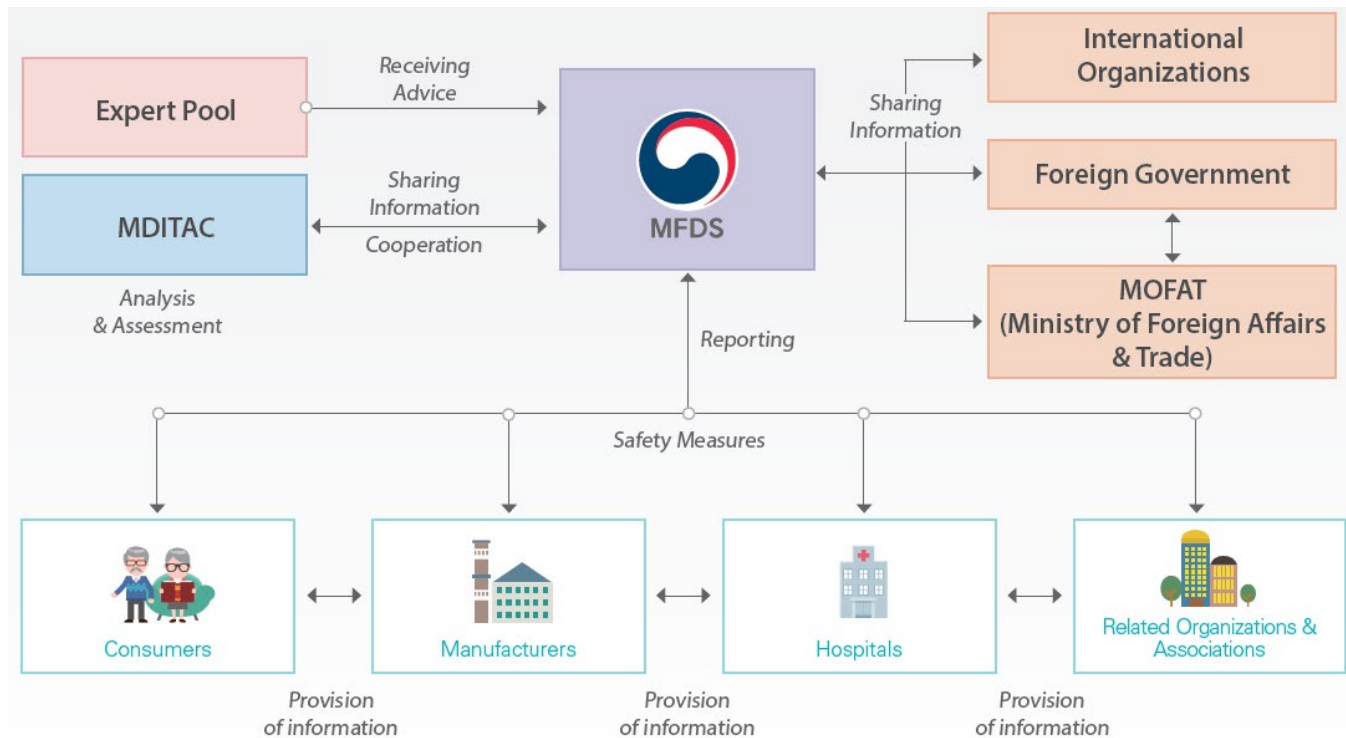 Expert Pool
Receiving
Advice
MDITAC
Sharing
Information
Cooperation
Analysis
& Assessment
MFDS
Sharing
Information
International
Organizations
Foreign Government
MOFAT
(Ministry of Foreign Affairs
& Trade)
Reporting
Safety Measures
Consumers
Manufacturers
Hospitals
Related Organizations &
Associations
Provision
of information
Provision
of information
Provision
of information